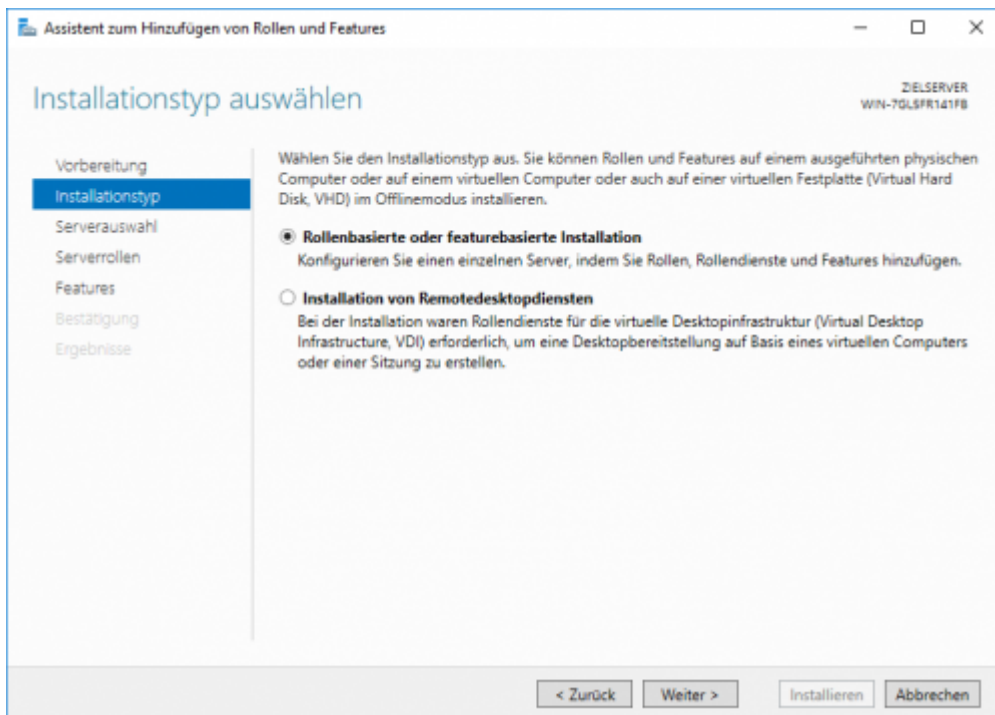 Assistent zum Hinzufügen von Rollen und Features
Installationstyp auswählen
ZIELSERVER
WIN-7GLSFR141FB
Vorbereitung
Installationstyp
Serverauswahl
Serverrollen
Features
Bestätigung
Ergebnisse
Wählen Sie den Installationstyp aus. Sie können Rollen und Features auf einem ausgeführten physischen
Computer oder auf einem virtuellen Computer oder auch auf einer virtuellen Festplatte (Virtual Hard
Disk, VHD) im Offlinemodus installieren.
Rollenbasierte oder featurebasierte Installation
Konfigurieren Sie einen einzelnen Server, indem Sie Rollen, Rollendienste und Features hinzufügen.
Installation von Remotedesktopdiensten
Bei der Installation waren Rollendienste für die virtuelle Desktopinfrastruktur (Virtual Desktop
Infrastructure, VDI) erforderlich, um eine Desktopbereitstellung auf Basis eines virtuellen Computers
oder einer Sitzung zu erstellen.
< Zurück
Weiter >
Installieren
Abbrechen